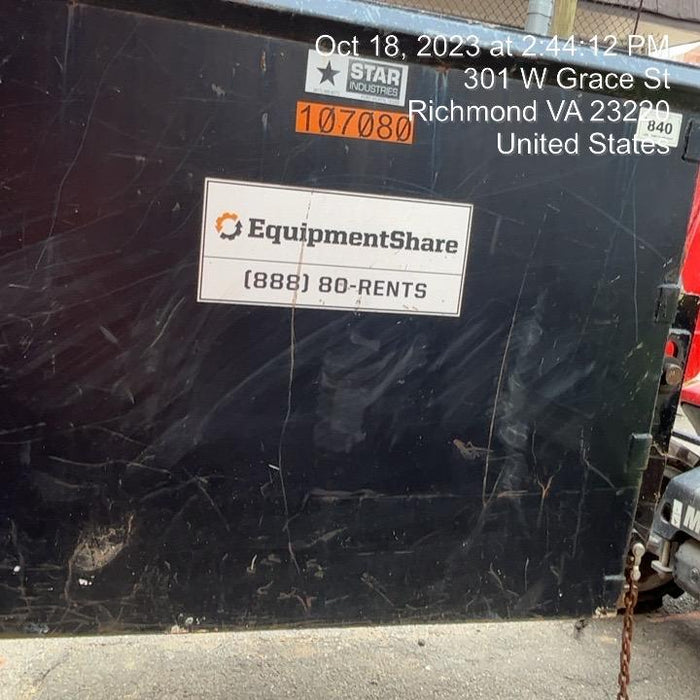 Oct 18, 2023 at 2:44:12 PM
301 W Grace St
Richmond VA 23220
United States
STAR
INDUSTRIES
107080
840
EquipmentShare
(888) 80-RENTS